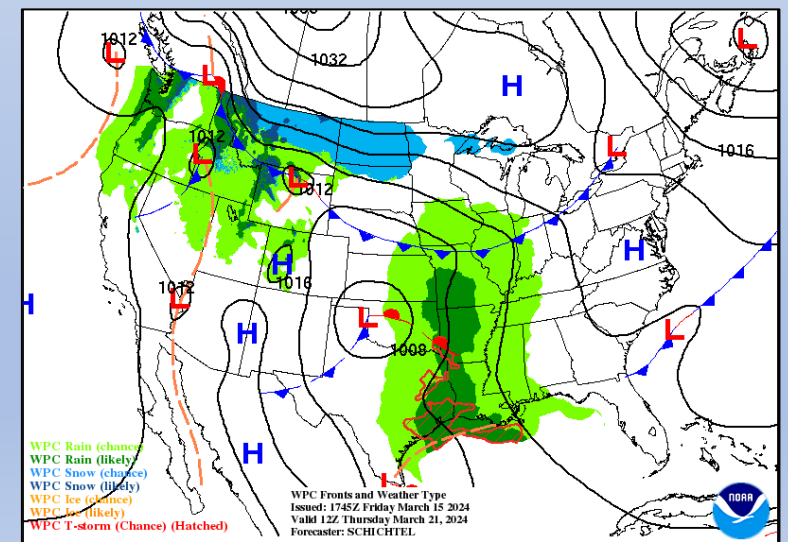 1012
L
1032
H
L
L
1012
L
L
1016
L
1012
H
H
1016
L
1012
H
H
L
1008
L
H
L
WPC Rain (chance)
WPC Rain (likely)
WPC Snow (chance)
WPC Snow (likely)
WPC Ice (chance)
WPC Ice (likely)
WPC T-storm (Chance) (Hatched)
WPC Fronts and Weather Type
Issued: 1745Z Friday March 15 2024
Valid 12Z Thursday March 21, 2024
Forecaster: SCHICHTEL
NOAA